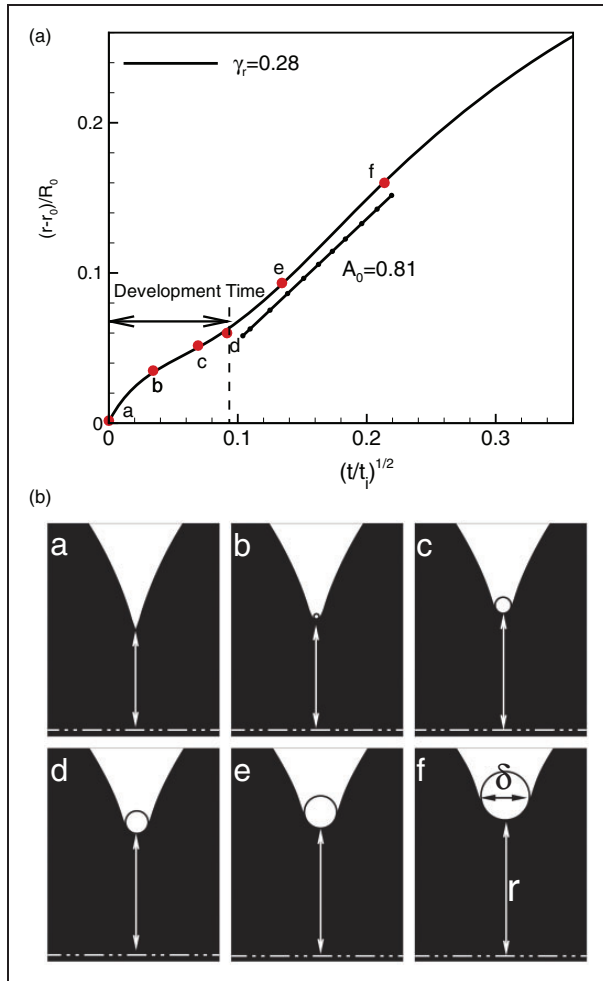 (a)
γr=0.28
0.2
(r-r0)/R0
f
e
A0=0.81
0.1
Development Time
d
c
b
a
0
0
0.1
0.2
0.3
(t/ti)1/2
(b)
a
b
c
d
e
f
δ
r